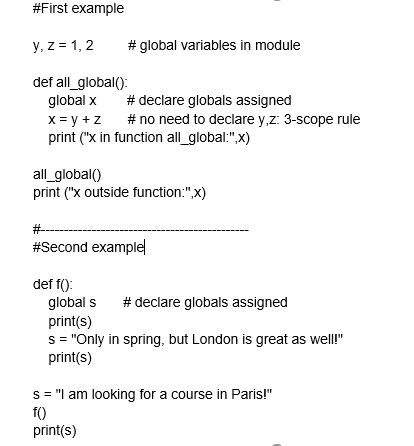 #First example
y, z = 1, 2 # global variables in module
def all_global():
global x # declare globals assigned
x = y + z # no need to declare y,z: 3-scope rule
print ("x in function all_global:",x)
all_global()
print ("x outside function:",x)
#---------------------------------------------
#Second example
def f():
global s # declare globals assigned
print(s)
s = "Only in spring, but London is great as well!"
print(s)
s = "I am looking for a course in Paris!"
f()
print(s)